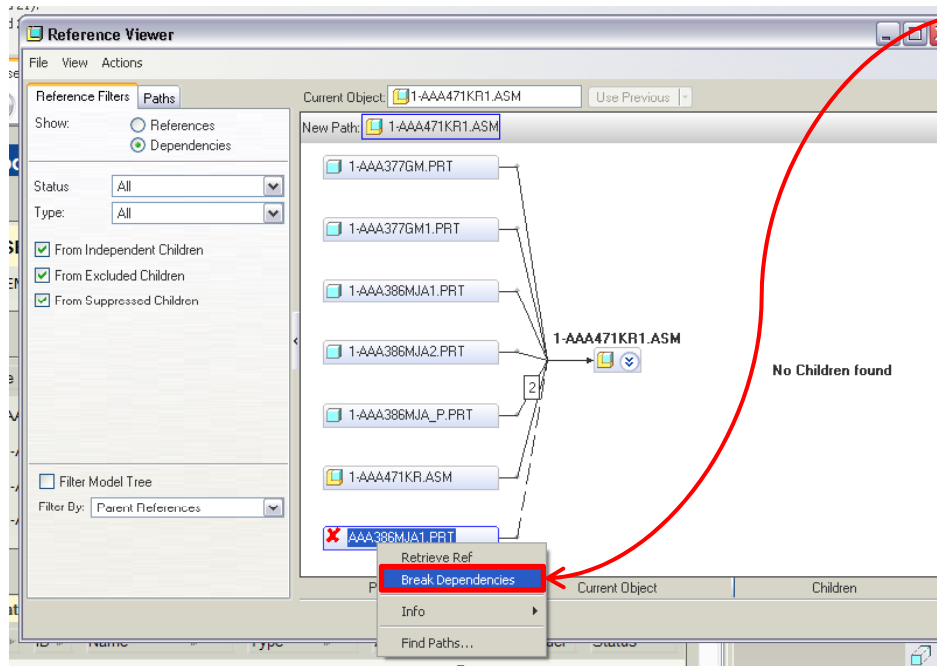 Reference Viewer
File View Actions
Reference Filters Paths
Current Object: 1-AAA471KR1.ASM Use Previous
Show: References
Dependencies
New Path: 1-AAA471KR1.ASM
Status All
Type: All
From Independent Children
From Excluded Children
From Suppressed Children
1-AAA377GM.PRT
1-AAA377GM1.PRT
1-AAA386MJA1.PRT
1-AAA386MJA2.PRT
1-AAA386MJA_P.PRT
1-AAA471KR.ASM
AAA386MJA1.PRT
2
1-AAA471KR1.ASM
No Children found
Filter Model Tree
Filter By: Parent References
Retrieve Ref
Break Dependencies
Info
Find Paths...
Current Object
Children
ID Name Type Status